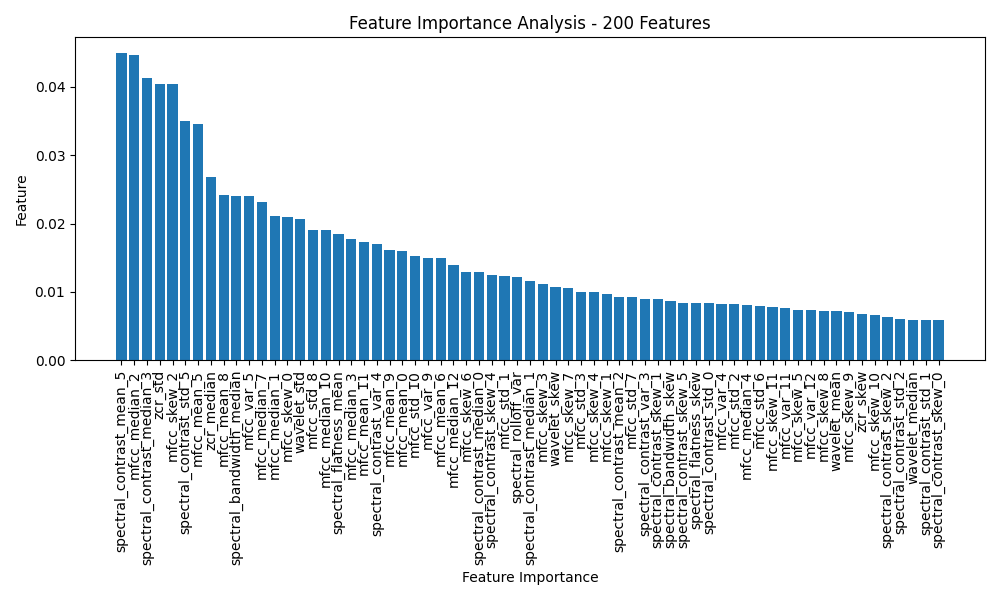 Feature Importance Analysis - 200 Features
Feature
0.04
0.03
0.02
0.01
0.00
spectral_contrast_mean_5
mfcc_median_2
spectral_contrast_median_3
zcr_std
mfcc_skew_2
spectral_contrast_std_5
mfcc_mean_5
zcr_median
mfcc_mean_8
spectral_bandwidth_median
mfcc_var_5
mfcc_median_7
mfcc_median_1
mfcc_skew_0
wavelet_std
mfcc_std_8
mfcc_median_10
spectral_flatness_mean
mfcc_median_3
mfcc_mean_11
spectral_contrast_var_4
mfcc_mean_9
mfcc_mean_0
mfcc_std_10
mfcc_var_9
mfcc_mean_6
mfcc_median_12
mfcc_skew_6
spectral_contrast_median_0
spectral_contrast_skew_4
mfcc_std_1
spectral_rolloff_var
spectral_contrast_median_1
mfcc_skew_3
wavelet_skew
mfcc_skew_7
mfcc_std_3
mfcc_skew_4
mfcc_skew_1
spectral_contrast_mean_2
mfcc_std_7
spectral_contrast_std_3
spectral_contrast_skew_1
spectral_bandwidth_skew
spectral_contrast_skew_5
spectral_flatness_skew
spectral_contrast_std_0
mfcc_var_4
mfcc_std_2
mfcc_median_4
mfcc_std_6
mfcc_skew_11
mfcc_var_11
mfcc_skew_5
mfcc_var_12
mfcc_skew_8
wavelet_mean
mfcc_skew_9
zcr_skew
mfcc_skew_10
spectral_contrast_skew_2
spectral_contrast_std_2
wavelet_median
spectral_contrast_std_1
spectral_contrast_skew_0
Feature Importance